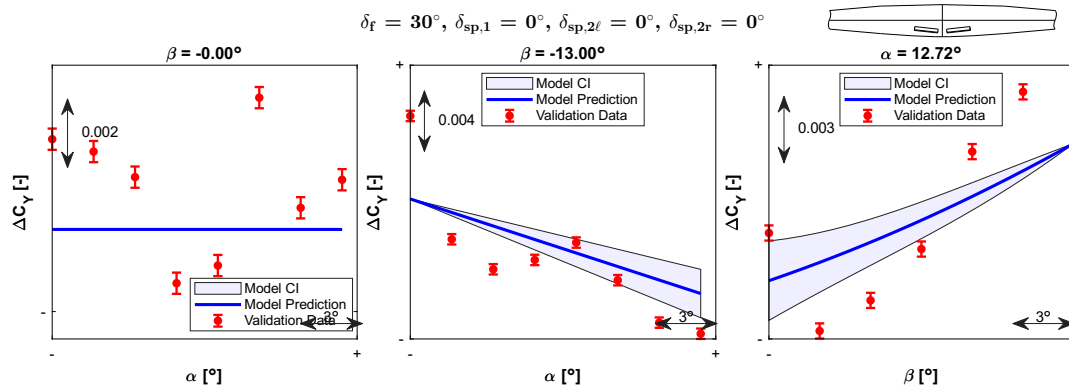 δf = 30°, δsp,1 = 0°, δsp,2ℓ = 0°, δsp,2r = 0°
β = -0.00°
0.002
ΔCY [-]
Model CI
Model Prediction
Validation Data
3°
-
- +
α [°]
β = -13.00°
+
Model CI
Model Prediction
Validation Data
0.004
ΔCY [-]
3°
-
- +
α [°]
α = 12.72°
+
Model CI
Model Prediction
Validation Data
0.003
ΔCY [-]
3°
-
- +
β [°]